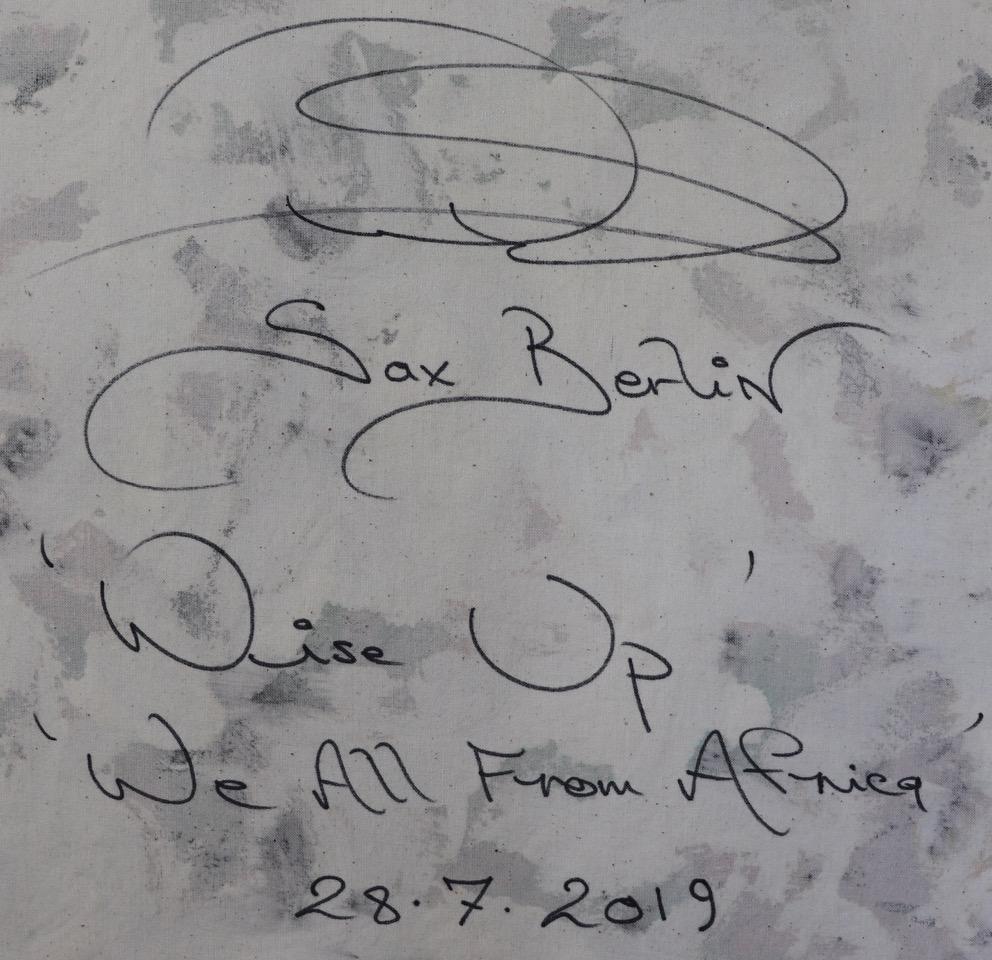 Sax Berlin
'Wise Up'
'We All From Africa'
28.7.2019